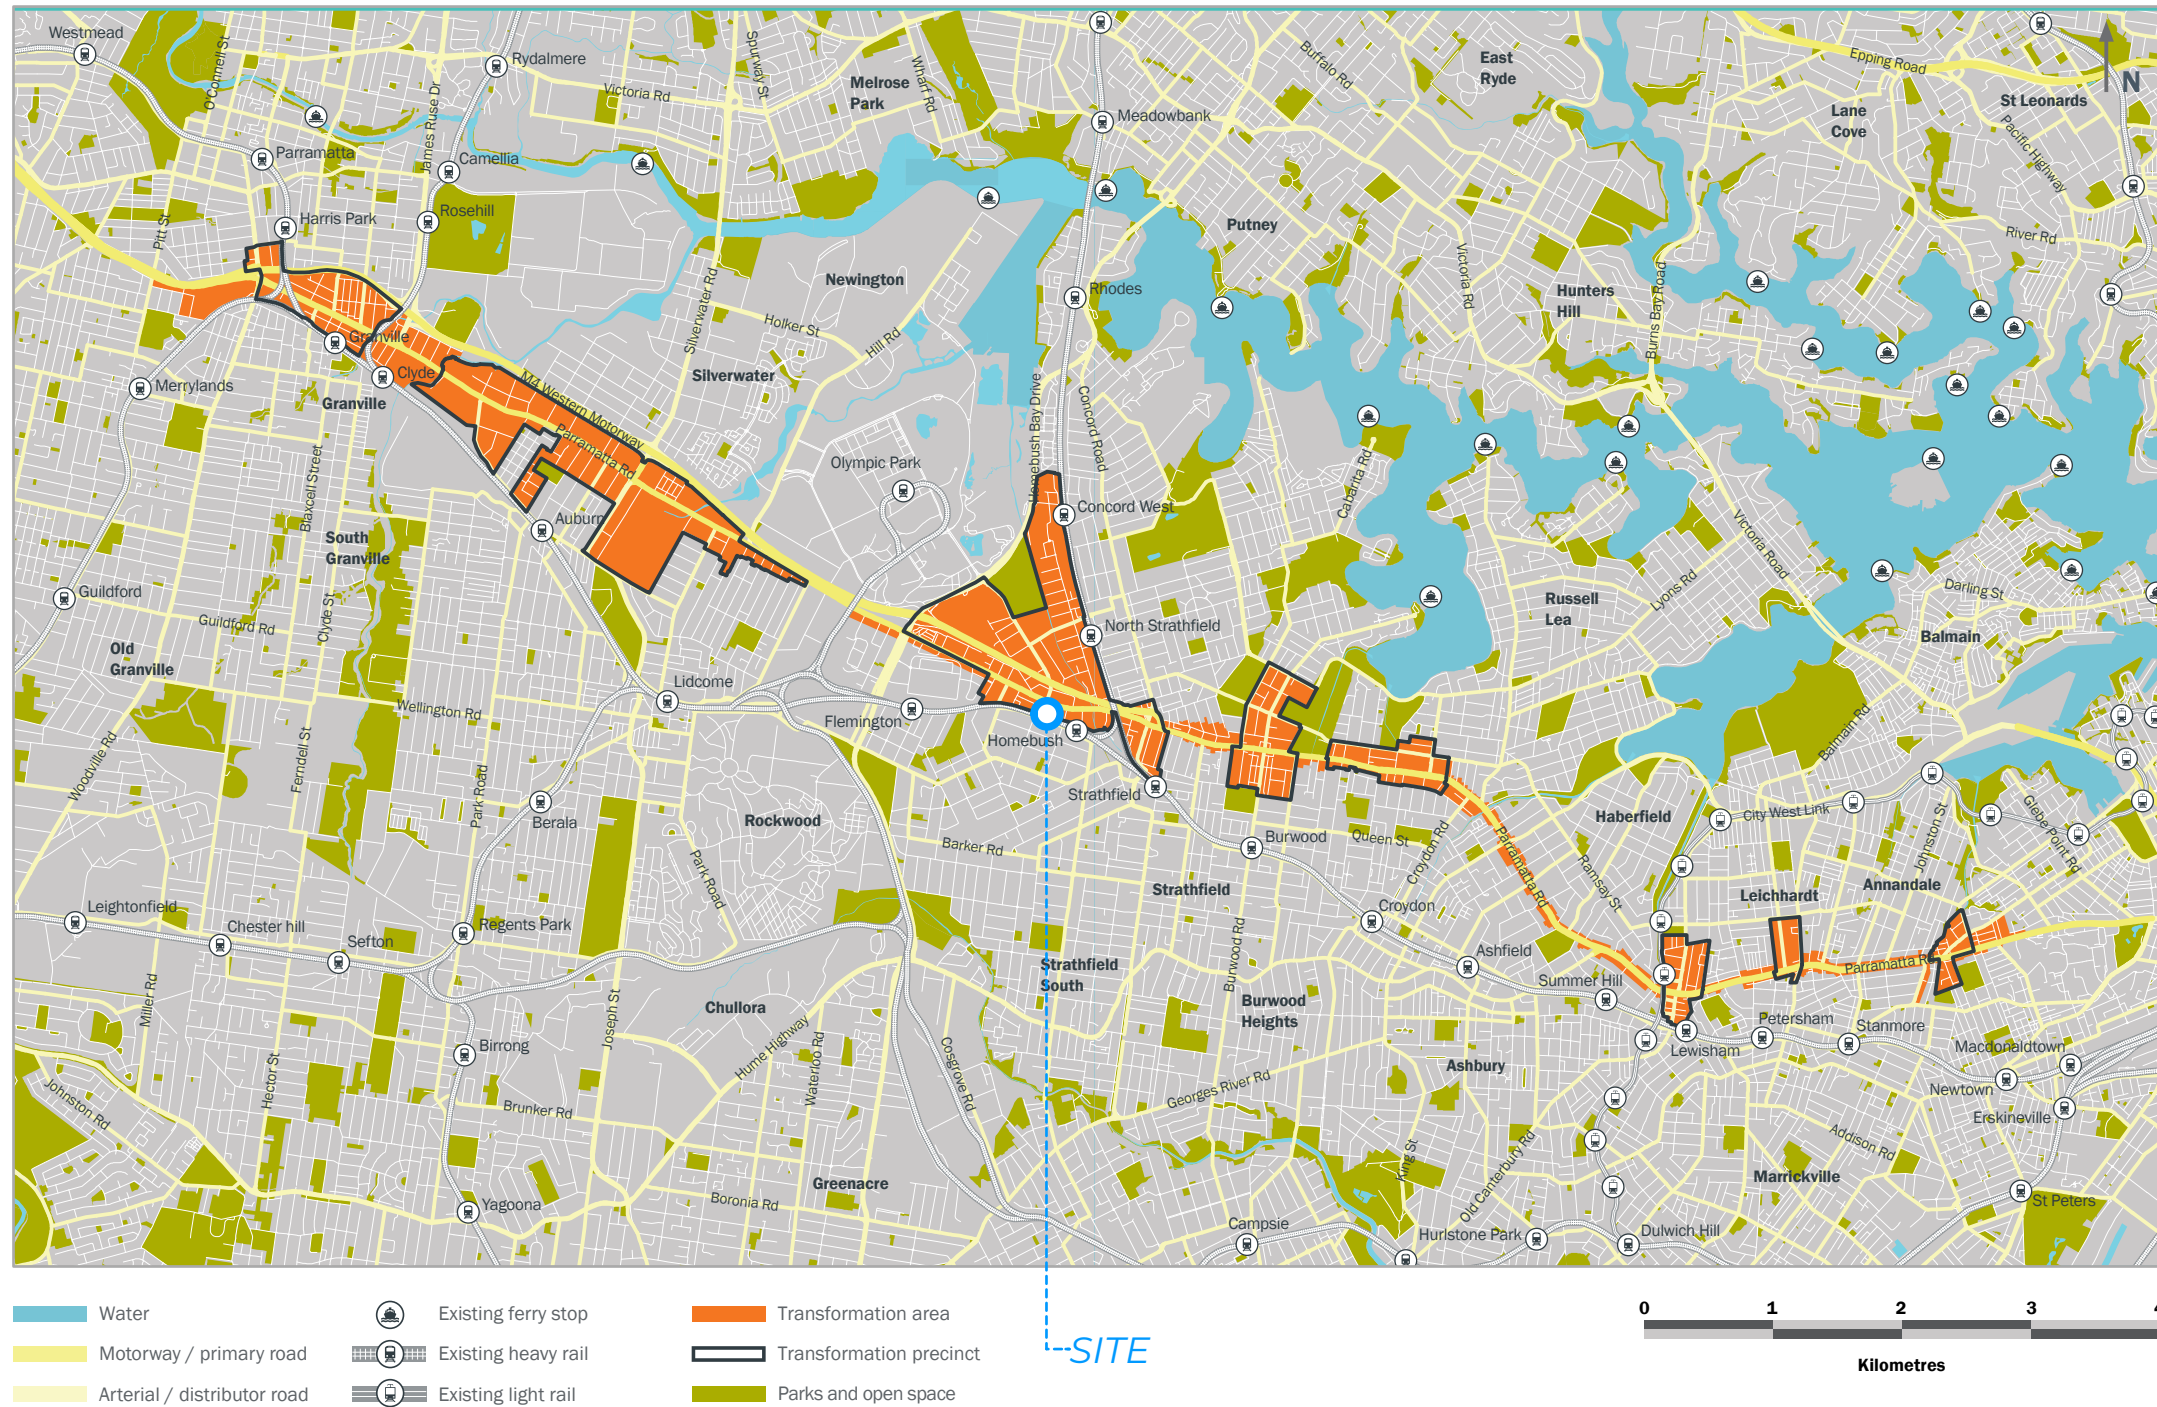 Westmead
O'Connell St
Rydalmere
James Ruse Dr
Victoria Rd
Spurway St
Melrose
Park
Wharf Rd
Meadowbank
Buffalo Rd
East
Ryde
Epping Road
Lane
Cove
St Leonards
Pacific Highway
N
Parramatta
Camellia
Harris Park
Rosehill
Pitt St
Putney
Newington
Silverwater Rd
Holker St
Hill Rd
Rhodes
Victoria Rd
Hunters
Hill
Burns Bay Road
River Rd
Granville
Clyde
Merrylands
Granville
M4 Western Motorway
Parramatta Rd
Silverwater
Homebush Bay Drive
Concord Road
Olympic Park
Concord West
Cabarita Rd
Victoria Road
Blaxcell Street
South
Granville
Auburn
Guildford
Guildford Rd
Clyde St
Old
Granville
North Strathfield
Russell
Lea
Lyons Rd
Darling St
Balmain
Lidcome
Wellington Rd
Flemington
Homebush
Strathfield
Woodville Rd
Ferndell St
Park Road
Berala
Rockwood
Park Road
Barker Rd
Burwood
Queen St
Croydon Rd
Parramatta Rd
Haberfield
Ramsay St
City West Link
Balmain Rd
Johnston St
Glebe Point Rd
Strathfield
Croydon
Leichhardt
Annandale
Leightonfield
Chester hill
Sefton
Regents Park
Strathfield
South
Burwood Rd
Burwood
Heights
Ashfield
Summer Hill
Parramatta Rd
Miller Rd
Hector St
Joseph St
Chullora
Hume Highway
Waterloo Rd
Cosgrove Rd
Lewisham
Petersham
Stanmore
Macdonaldtown
Newtown
Erskineville
Birrong
Johnston Rd
Brunker Rd
Georges River Rd
Ashbury
King St
Old Canterbury Rd
Addison Rd
Marrickville
Yagoona
Boronia Rd
Greenacre
Campsie
Hurlstone Park
Dulwich Hill
St Peters
Water
Motorway / primary road
Arterial / distributor road
Existing ferry stop
Existing heavy rail
Existing light rail
Transformation area
Transformation precinct
Parks and open space
SITE
0 1 2 3 4
Kilometres